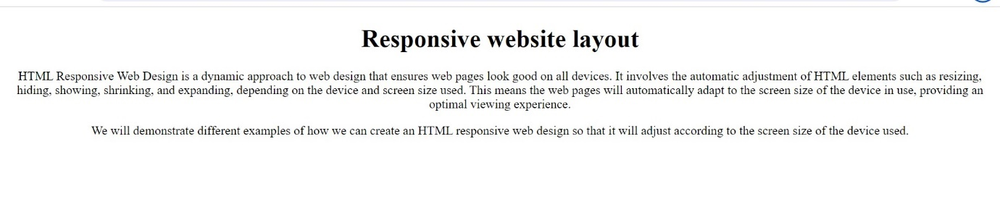 Responsive website layout
HTML Responsive Web Design is a dynamic approach to web design that ensures web pages look good on all devices. It involves the automatic adjustment of HTML elements such as resizing,
hiding, showing, shrinking, and expanding, depending on the device and screen size used. This means the web pages will automatically adapt to the screen size of the device in use, providing an
optimal viewing experience.
We will demonstrate different examples of how we can create an HTML responsive web design so that it will adjust according to the screen size of the device used.